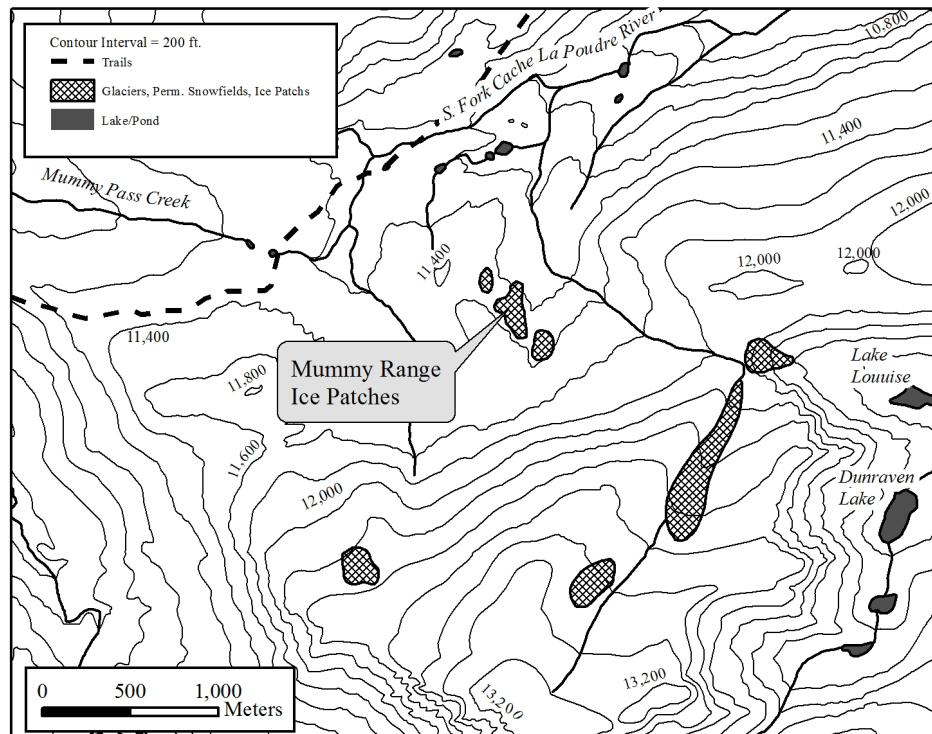 Contour Interval = 200 ft.
Trails
Glaciers, Perm. Snowfields, Ice Patchs
Lake/Pond
S. Fork Cache La Poudre River
10,800
11,400
Mummy Pass Creek
12,000
11,400
12,000
12,000
11,400
Mummy Range
Ice Patches
11,800
Lake
Louuise
11,600
12,000
Dunraven
Lake
13,200
13,200
0 500 1,000
Meters